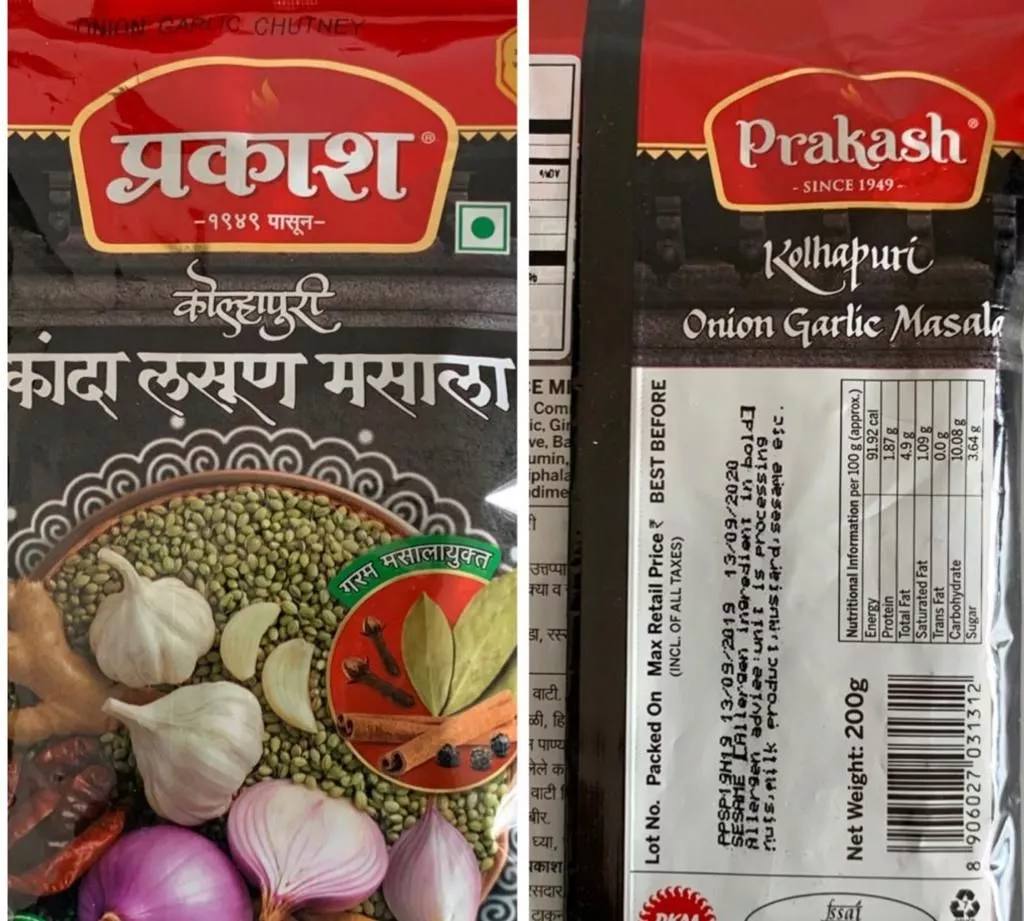 ONION GARLIC CHUTNEY
प्रकाश®
-१९४९ पासून-
कोल्हापुरी
कांदा लसूण मसाला
गरम मसालायुक्त
Prakash®
- SINCE 1949 -
Kolhapuri
Onion Garlic Masala
Lot No. Packed On Max Retail Price ₹ BEST BEFORE
(INCL. OF ALL TAXES)
PPSP19H19 13/09/2019 13/09/2020
SESAME [Allergen ingredient in bold]
Allergen advice:unit is processing
nuts,milk products,sesame etc.
Nutritional Information per 100 g (approx.)
Energy 91.92 cal
Protein 1.87 g
Total Fat 4.9 g
Saturated Fat 1.09 g
Trans Fat 0.0 g
Carbohydrate 10.08 g
Sugar 3.64 g
Net Weight: 200g
8 906027 031312
PKM
fssai